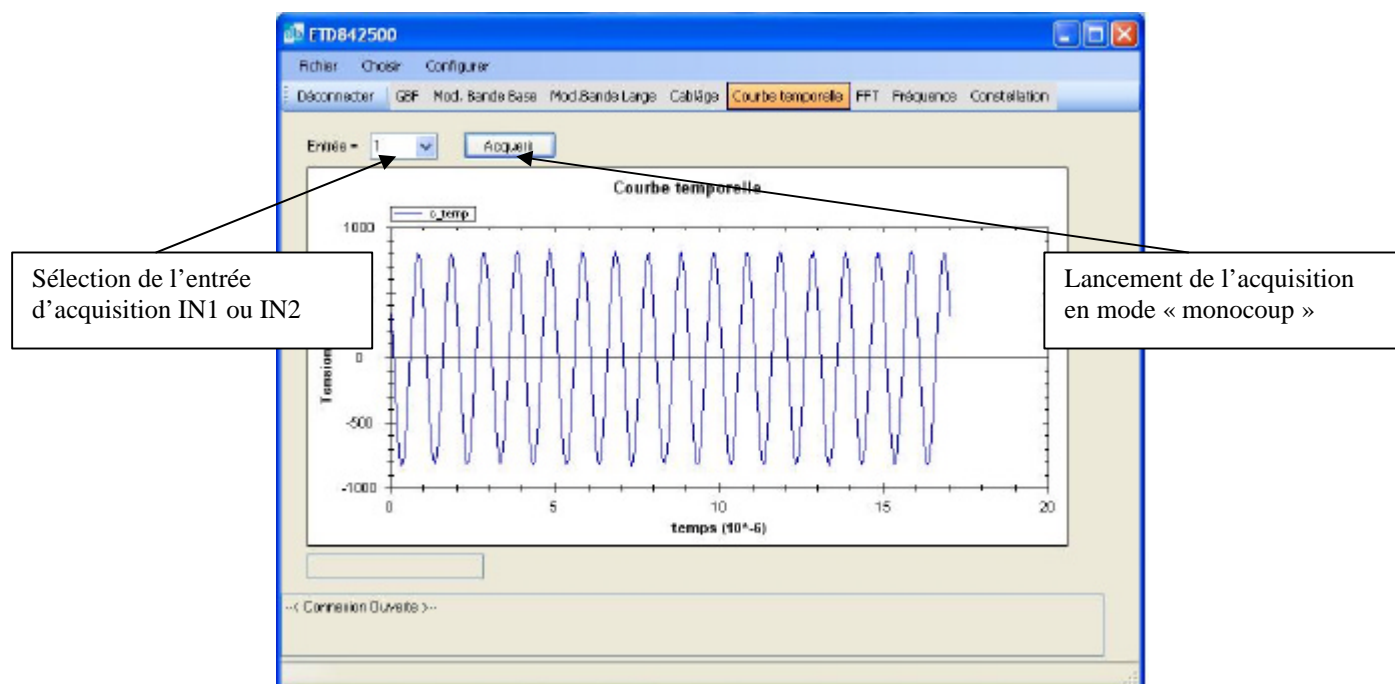 ETD842500
Fichier Choisir Configurer
Déconnecter GBF Mod. Bande Base Mod.Bande Large Cablâge Courbe temporelle FFT Fréquence Constellation
Entrée = 1 Acquérir
Courbe temporelle
c_temp
1000
0
-500
-1000
Tension
0 5 10 15 20
temps (10^-6)
Sélection de l’entrée
d’acquisition IN1 ou IN2
Lancement de l’acquisition
en mode « monocoup »
--< Connexion Ouverte >--